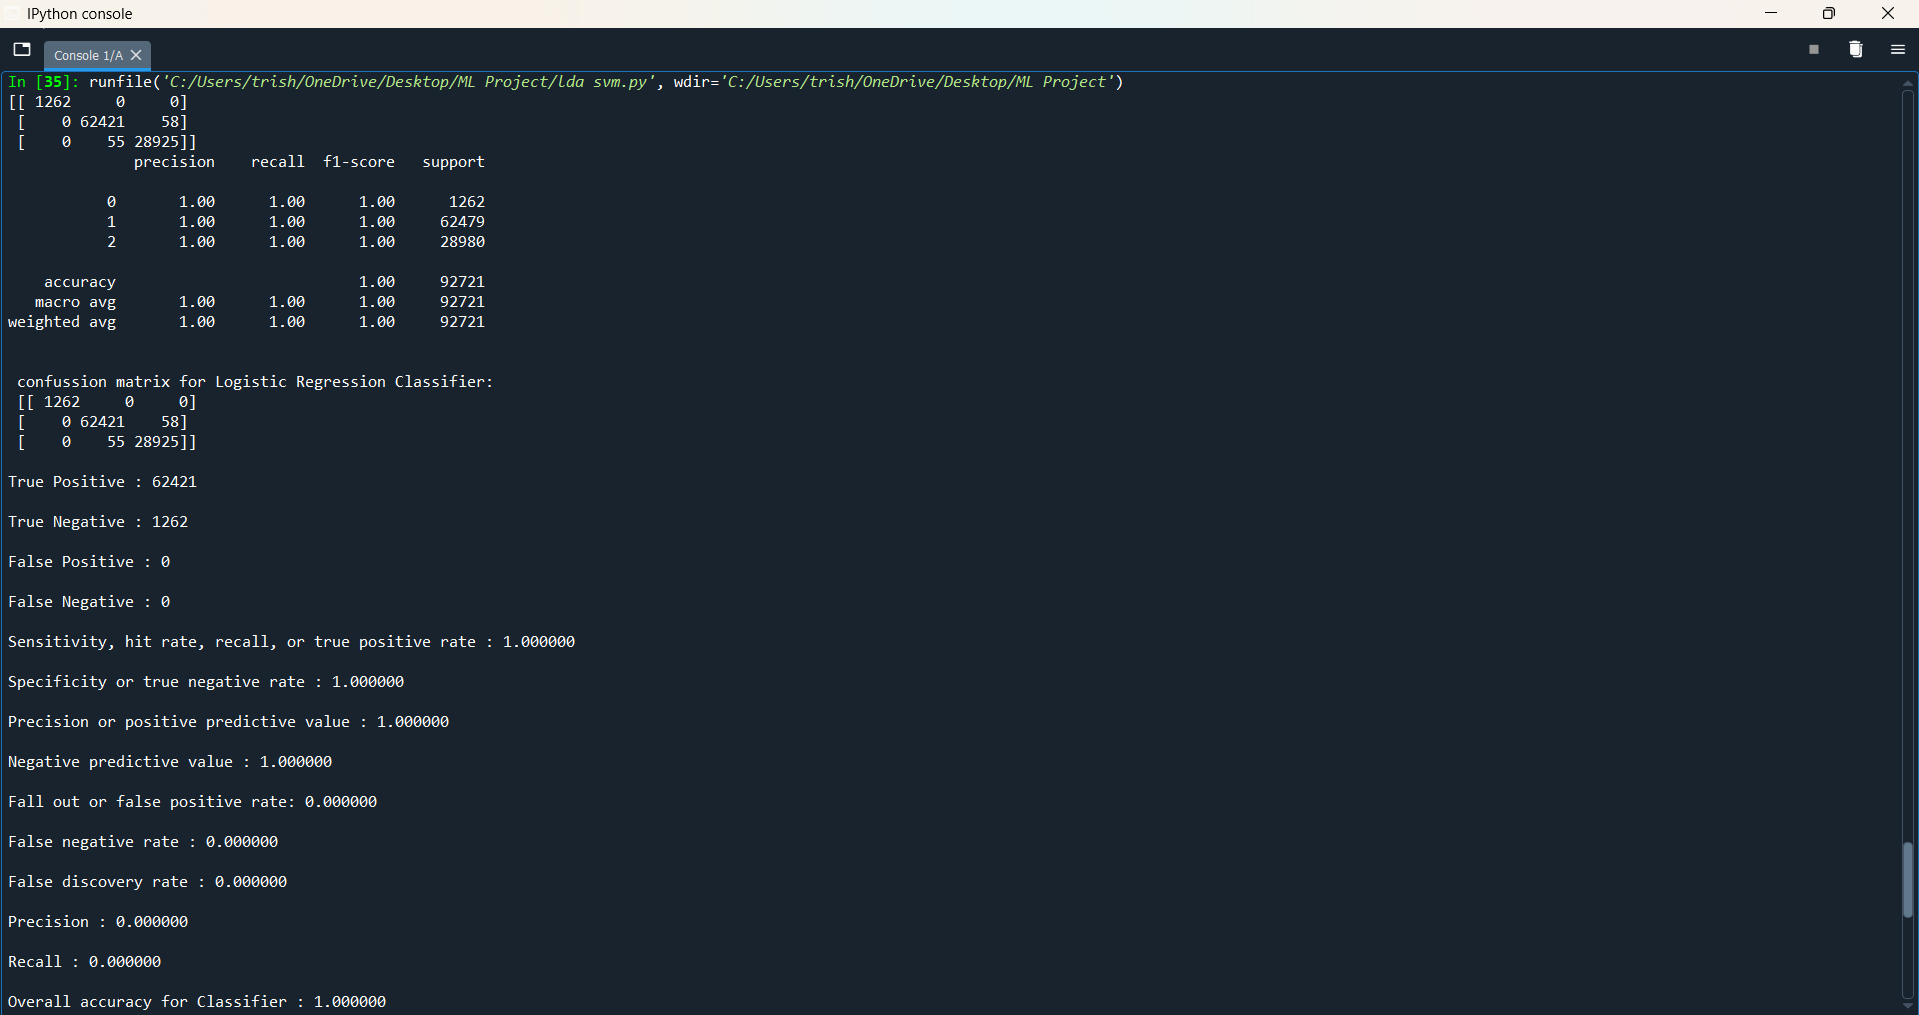 IPython console
Console 1/A
In [35]: runfile('C:/Users/trish/OneDrive/Desktop/ML Project/lda svm.py', wdir='C:/Users/trish/OneDrive/Desktop/ML Project')
[[ 1262     0     0]
 [    0 62421    58]
 [    0    55 28925]]
              precision    recall  f1-score   support
           0       1.00      1.00      1.00      1262
           1       1.00      1.00      1.00     62479
           2       1.00      1.00      1.00     28980
    accuracy                           1.00     92721
   macro avg       1.00      1.00      1.00     92721
weighted avg       1.00      1.00      1.00     92721
 confussion matrix for Logistic Regression Classifier:
 [[ 1262     0     0]
 [    0 62421    58]
 [    0    55 28925]]
True Positive : 62421
True Negative : 1262
False Positive : 0
False Negative : 0
Sensitivity, hit rate, recall, or true positive rate : 1.000000
Specificity or true negative rate : 1.000000
Precision or positive predictive value : 1.000000
Negative predictive value : 1.000000
Fall out or false positive rate: 0.000000
False negative rate : 0.000000
False discovery rate : 0.000000
Precision : 0.000000
Recall : 0.000000
Overall accuracy for Classifier : 1.000000